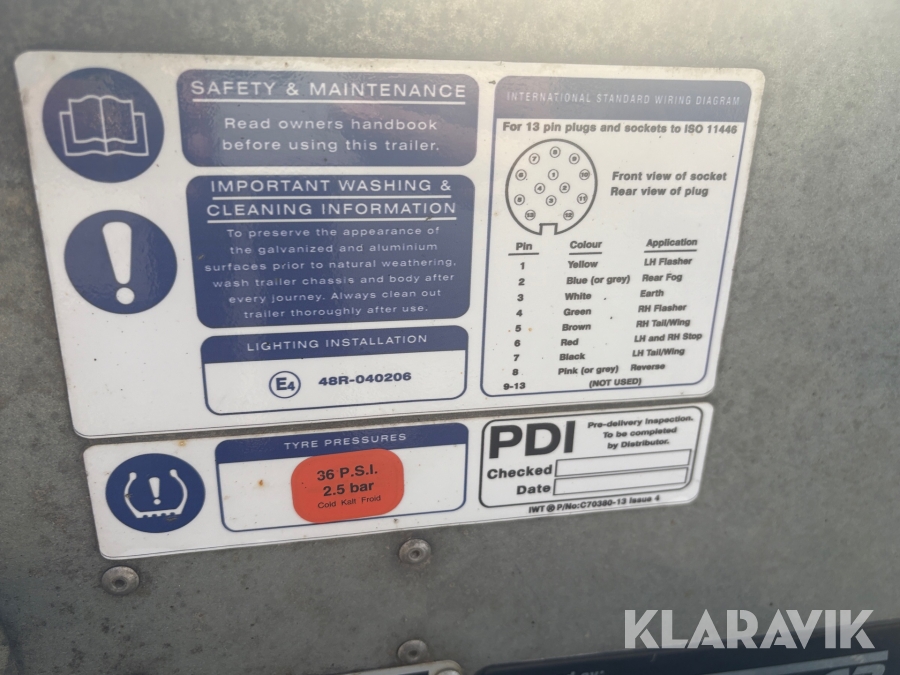 SAFETY & MAINTENANCE
Read owners handbook
before using this trailer.
IMPORTANT WASHING &
CLEANING INFORMATION
To preserve the appearance of
the galvanized and aluminium
surfaces prior to natural weathering,
wash trailer chassis and body after
every journey. Always clean out
trailer thoroughly after use.
LIGHTING INSTALLATION
E4 48R-040206
INTERNATIONAL STANDARD WIRING DIAGRAM
For 13 pin plugs and sockets to ISO 11446
Front view of socket
Rear view of plug
Pin Colour Application
1 Yellow LH Flasher
2 Blue (or grey) Rear Fog
3 White Earth
4 Green RH Flasher
5 Brown RH Tail/Wing
6 Red LH and RH Stop
7 Black LH Tail/Wing
8 Pink (or grey) Reverse
9-13 (NOT USED)
TYRE PRESSURES
36 P.S.I.
2.5 bar
Cold Kalt Froid
PDI
Pre-delivery inspection.
To be completed
by Distributor.
Checked
Date
IWT ® P/No:C70380-13 Issue 4
KLARAVIK